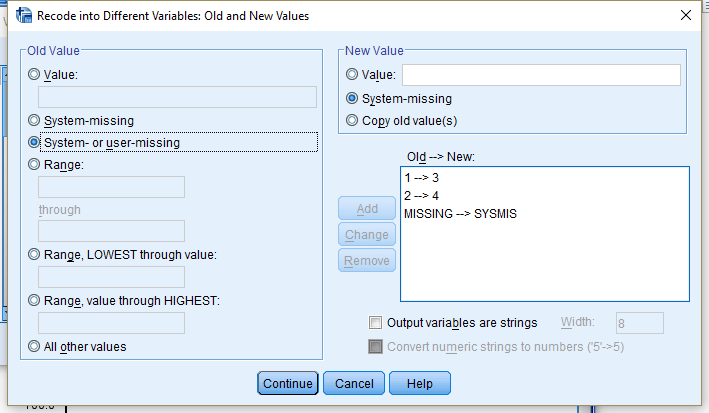 Recode into Different Variables: Old and New Values
Old Value
Value:
System-missing
System- or user-missing
Range:
through
Range, LOWEST through value:
Range, value through HIGHEST:
All other values
New Value
Value:
System-missing
Copy old value(s)
Old --> New:
1 --> 3
2 --> 4
MISSING --> SYSMIS
Add
Change
Remove
Output variables are strings Width: 8
Convert numeric strings to numbers ('5'->5)
Continue Cancel Help